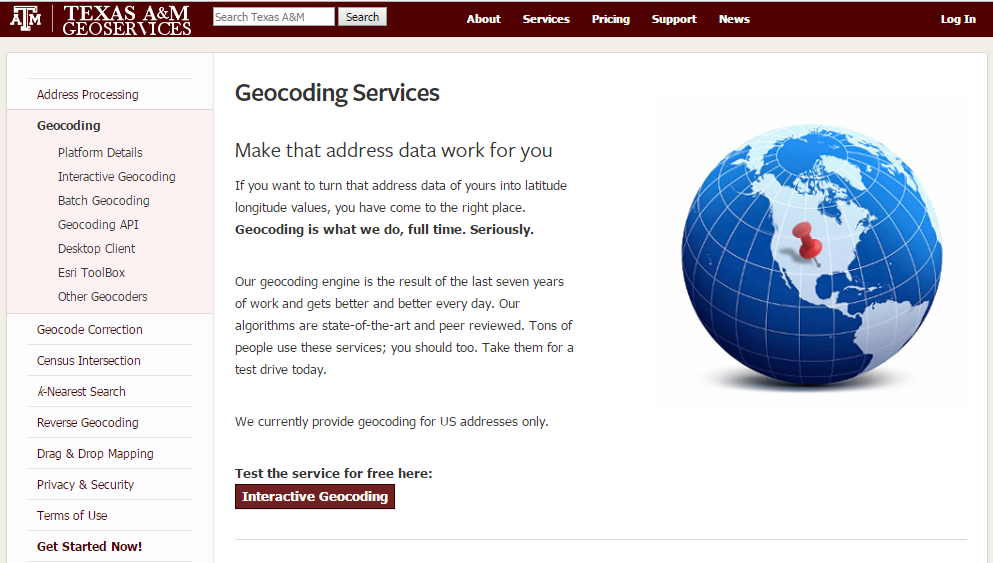 ATM TEXAS A&M
GEOSERVICES
Search Texas A&M Search
About Services Pricing Support News
Log In
Address Processing
Geocoding
Platform Details
Interactive Geocoding
Batch Geocoding
Geocoding API
Desktop Client
Esri ToolBox
Other Geocoders
Geocode Correction
Census Intersection
k-Nearest Search
Reverse Geocoding
Drag & Drop Mapping
Privacy & Security
Terms of Use
Get Started Now!
Geocoding Services
Make that address data work for you
If you want to turn that address data of yours into latitude
longitude values, you have come to the right place.
Geocoding is what we do, full time. Seriously.
Our geocoding engine is the result of the last seven years
of work and gets better and better every day. Our
algorithms are state-of-the-art and peer reviewed. Tons of
people use these services; you should too. Take them for a
test drive today.
We currently provide geocoding for US addresses only.
Test the service for free here:
Interactive Geocoding